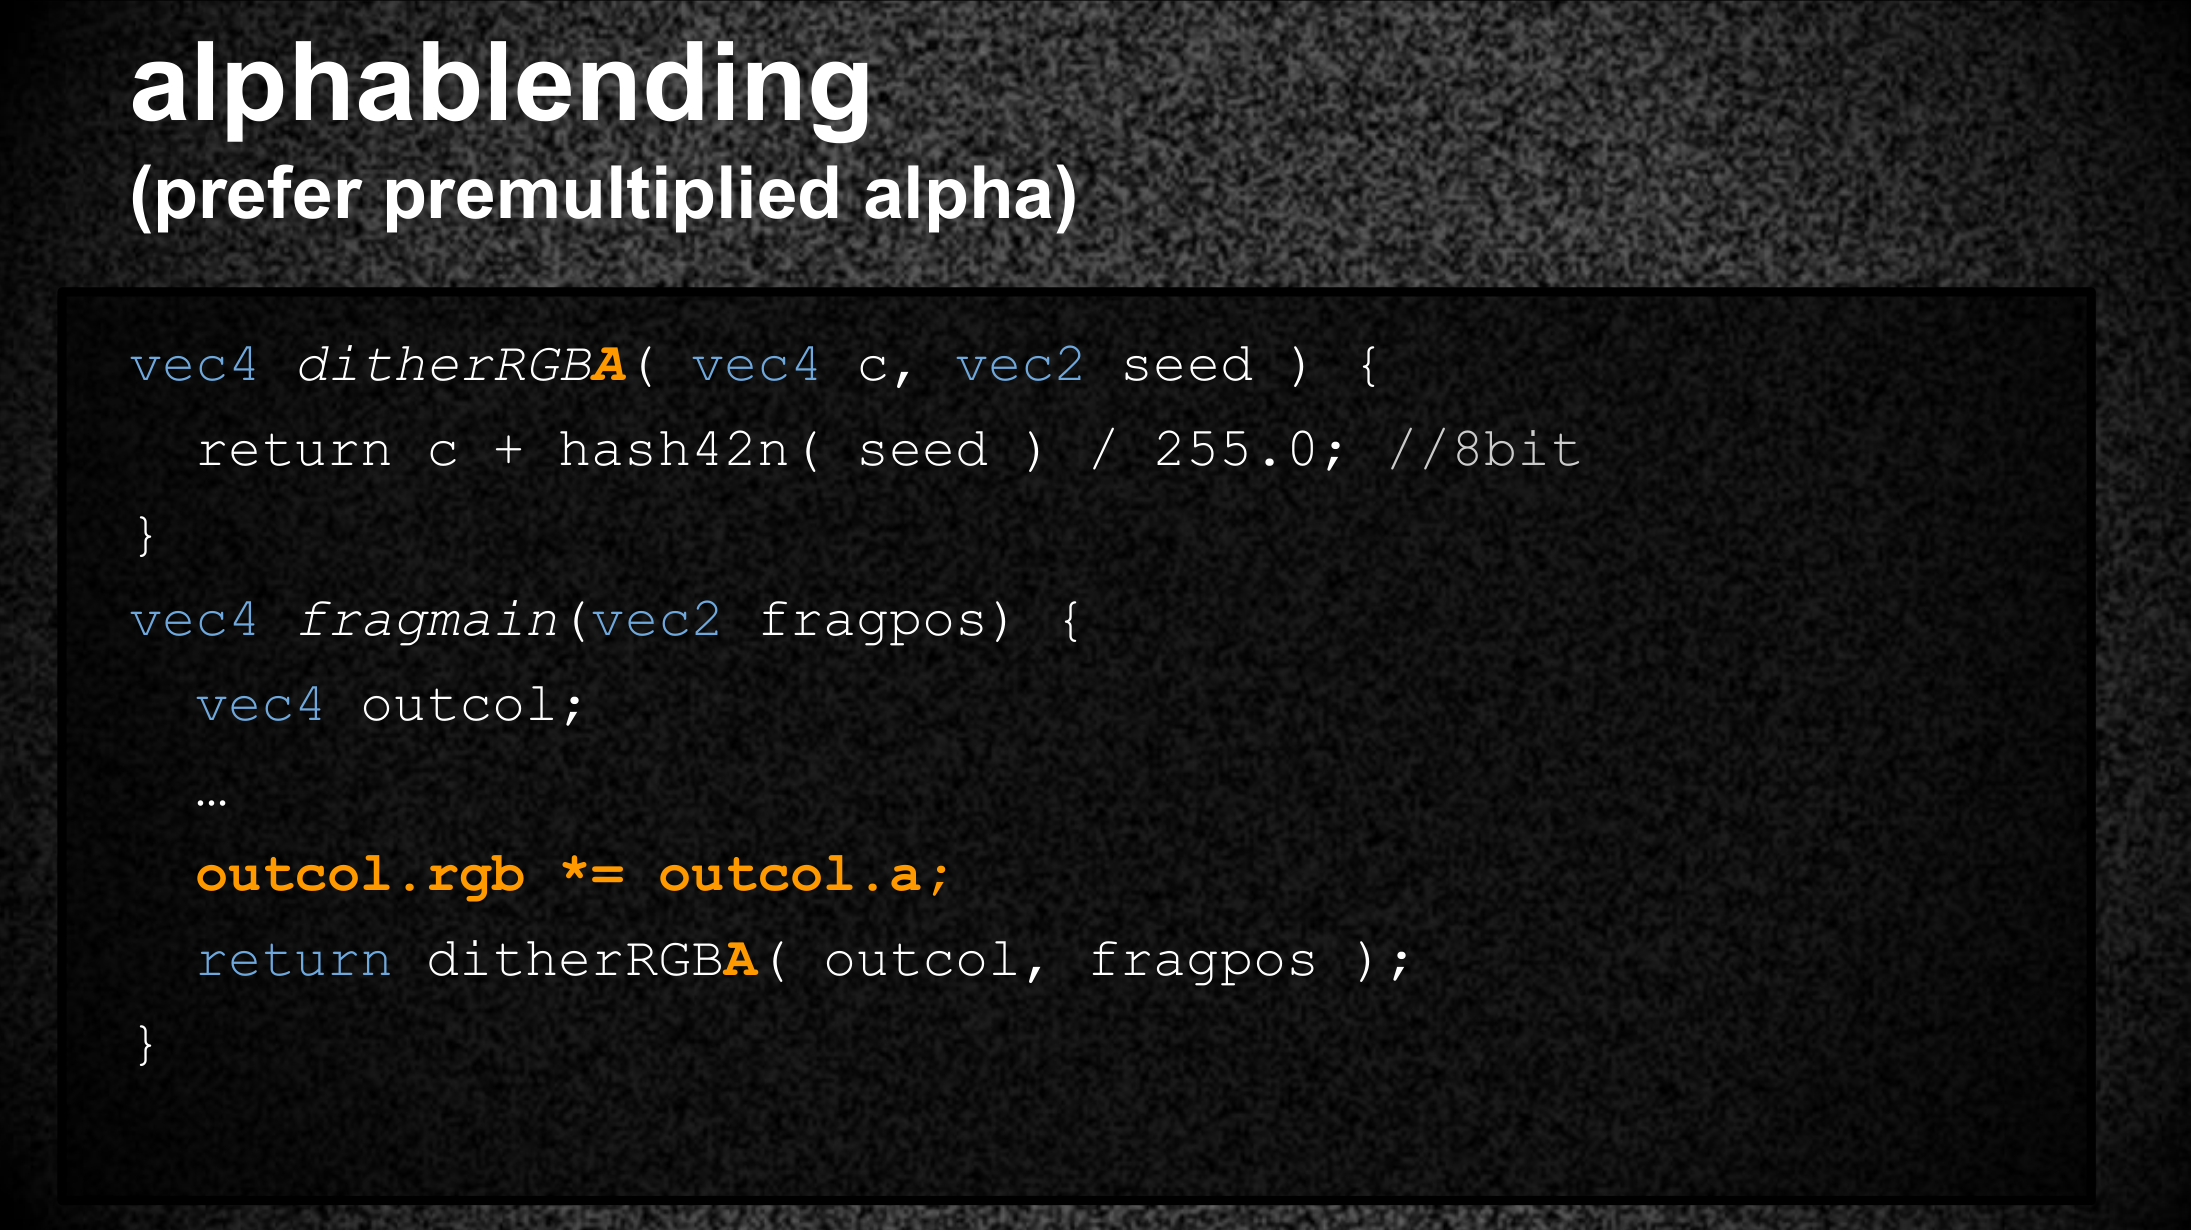 alphablending
(prefer premultiplied alpha)
vec4 ditherRGBA( vec4 c, vec2 seed ) {
return c + hash42n( seed ) / 255.0; //8bit
}
vec4 fragmain(vec2 fragpos) {
vec4 outcol;
…
outcol.rgb *= outcol.a;
return ditherRGBA( outcol, fragpos );
}